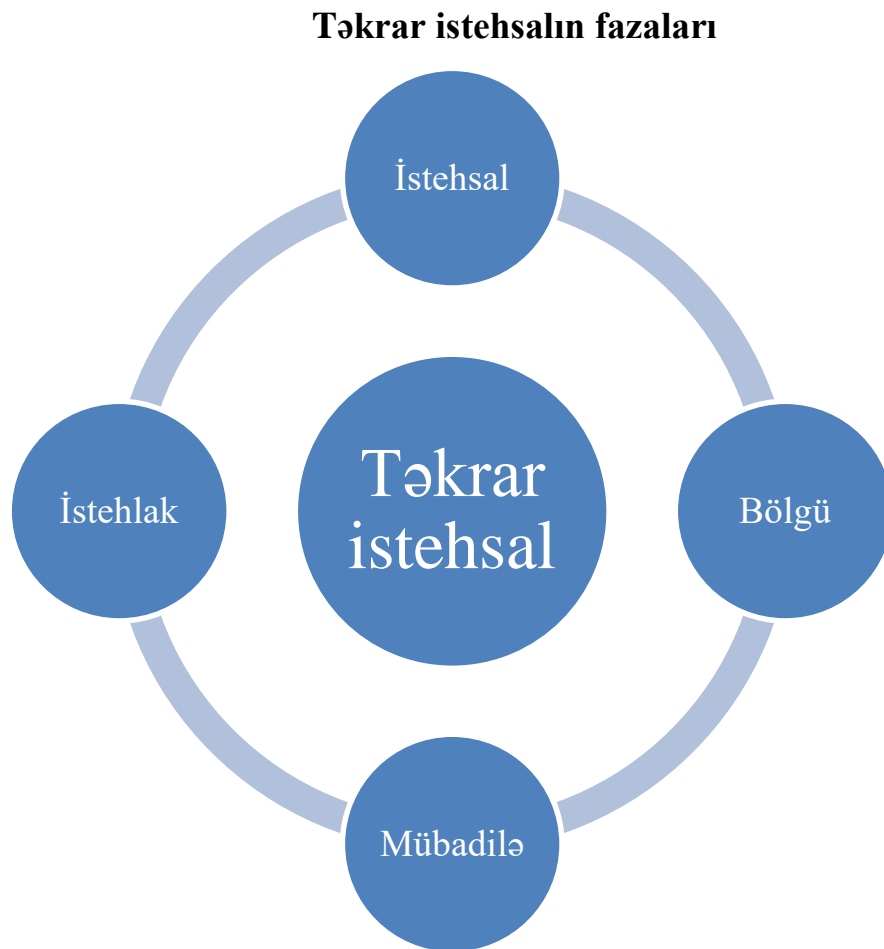 Təkrar istehsalın fazaları
İstehsal
İstehlak
Təkrar
istehsal
Bölgü
Mübadilə